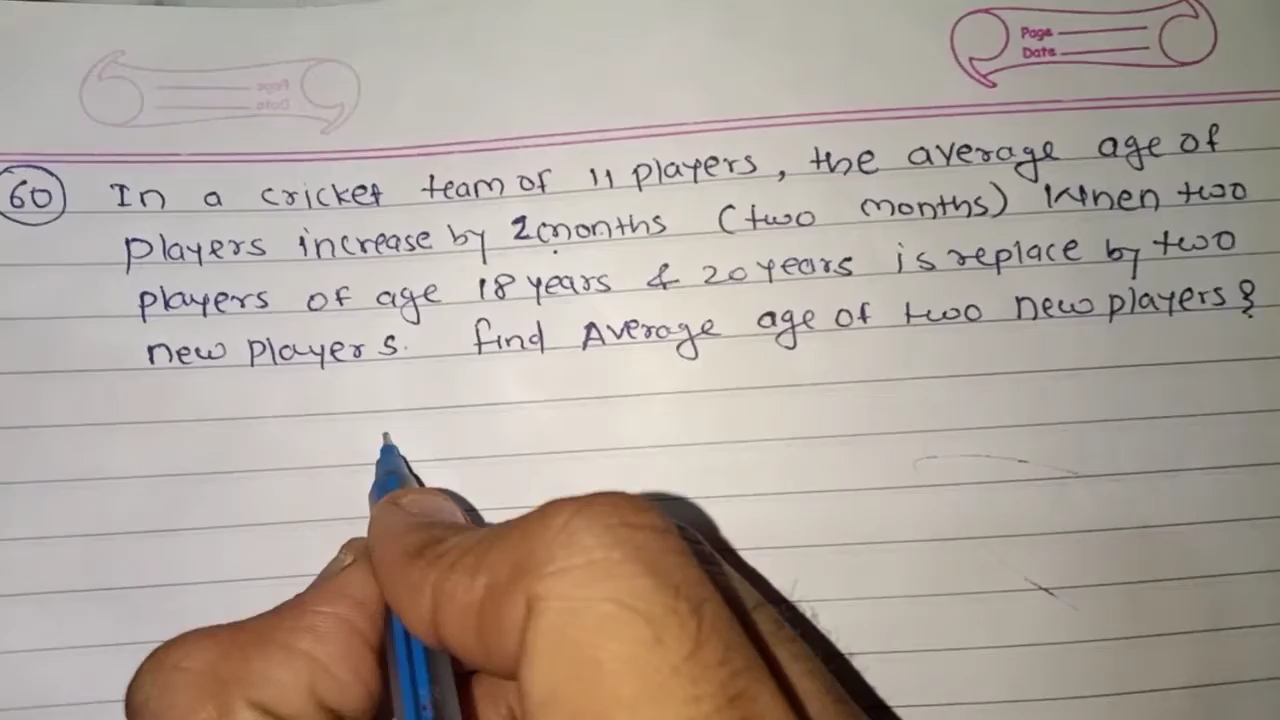 Page
Date
60 In a cricket team of 11 players, the average age of
players increase by 2 months (two months) When two
players of age 18 years & 20 years is replace by two
new players. find Average age of two new players?